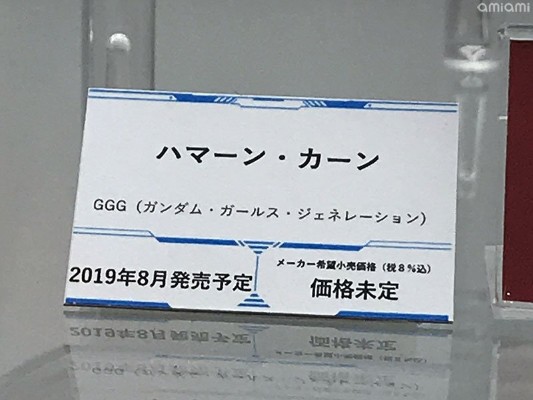 amiami
ハマーン・カーン
GGG（ガンダム・ガールス・ジェネレーション）
2019年8月発売予定
メーカー希望小売価格（税８％込）
価格未定